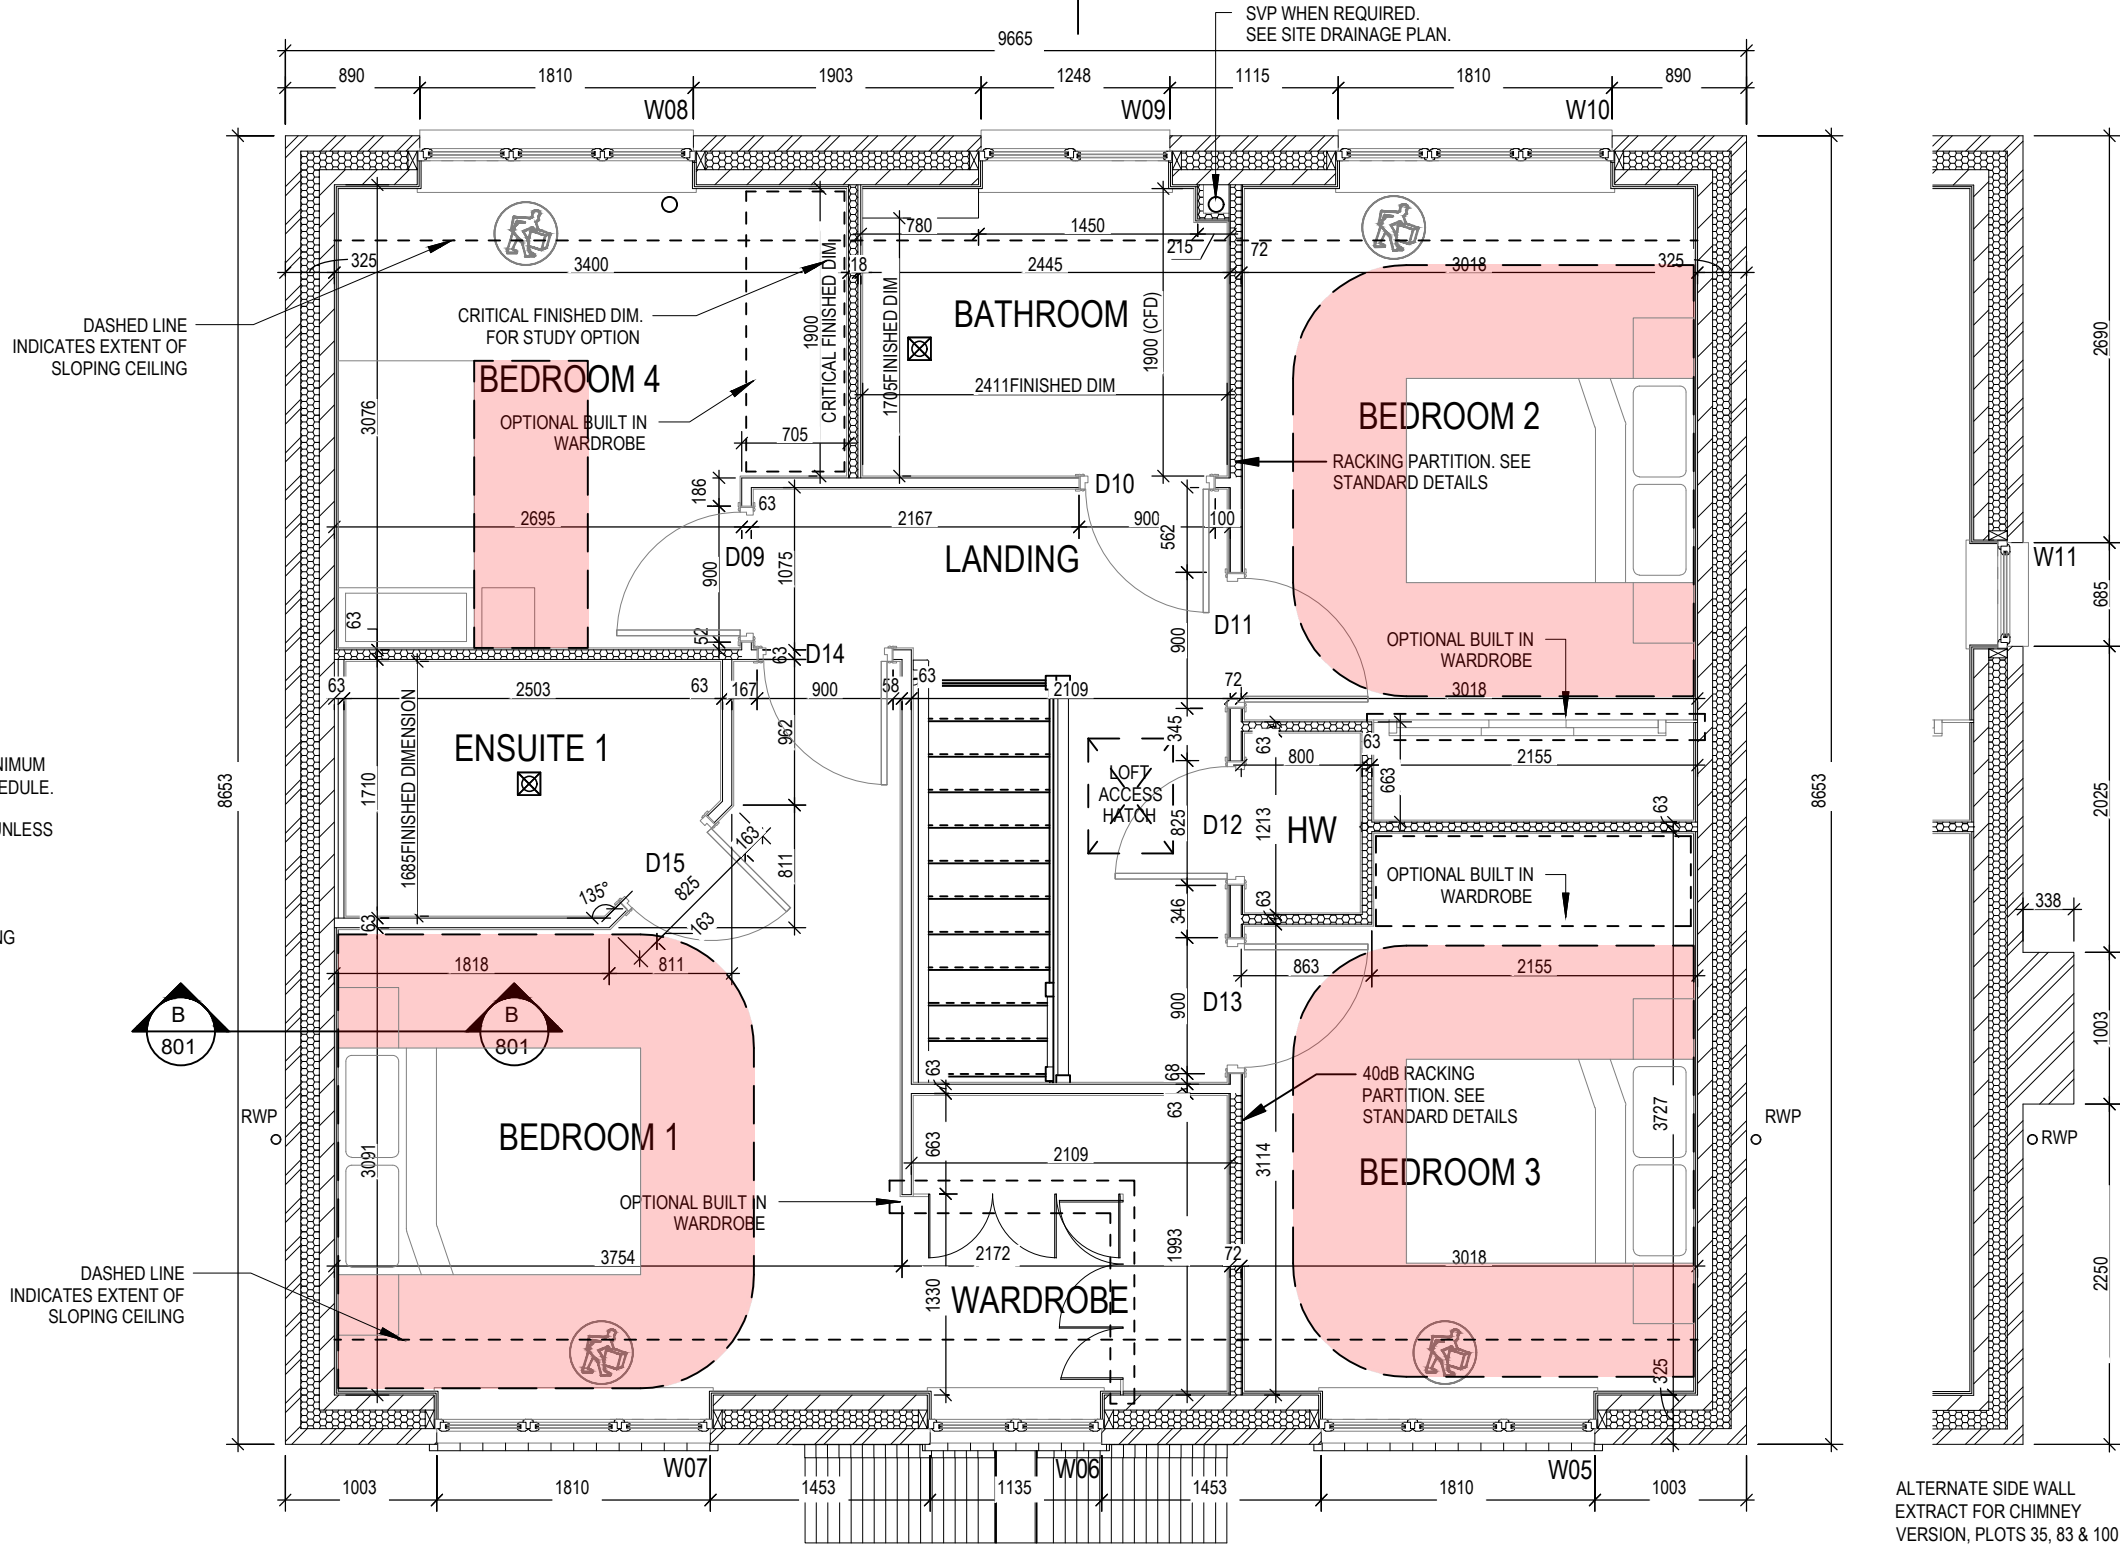 SVP WHEN REQUIRED.
SEE SITE DRAINAGE PLAN.
9665
890 1810 1903 1248 1115 1810 890
W08 W09 W10
780 1450
215 72
325 3400 18 2445 3018 325
DASHED LINE
INDICATES EXTENT OF
SLOPING CEILING
CRITICAL FINISHED DIM.
FOR STUDY OPTION
1900
CRITICAL FINISHED DIM
1705FINISHED DIM
BATHROOM
1900 (CFD)
2411FINISHED DIM
BEDROOM 4
OPTIONAL BUILT IN
WARDROBE
3076
705
BEDROOM 2
RACKING PARTITION. SEE
STANDARD DETAILS
2690
186
63
D10
2695 2167 900 100
562
D09
900
1075
LANDING
W11
685
D11
900
63
52
63
D14
OPTIONAL BUILT IN
WARDROBE
63 2503 63 167 900 58 63 2109 72 3018
962
345
1685FINISHED DIMENSION
ENSUITE 1
1710
63
800
63
2155
663
63
LOFT
ACCESS
HATCH
825
D12
1213
HW
NIMUM
EDULE.
UNLESS
NG
8653
8653
2025
163
811
D15
825
135°
163
63
346
63
OPTIONAL BUILT IN
WARDROBE
338
1818 811
863 2155
900
D13
B
801
B
801
1003
63
68
63
40dB RACKING
PARTITION. SEE
STANDARD DETAILS
3727
RWP
RWP
RWP
BEDROOM 1
3091
663
2109
3114
BEDROOM 3
OPTIONAL BUILT IN
WARDROBE
3754 2172 1993 72 3018
DASHED LINE
INDICATES EXTENT OF
SLOPING CEILING
1330
WARDROBE
2250
325
W07 W06 W05
1003 1810 1453 1135 1453 1810 1003
ALTERNATE SIDE WALL
EXTRACT FOR CHIMNEY
VERSION, PLOTS 35, 83 & 100